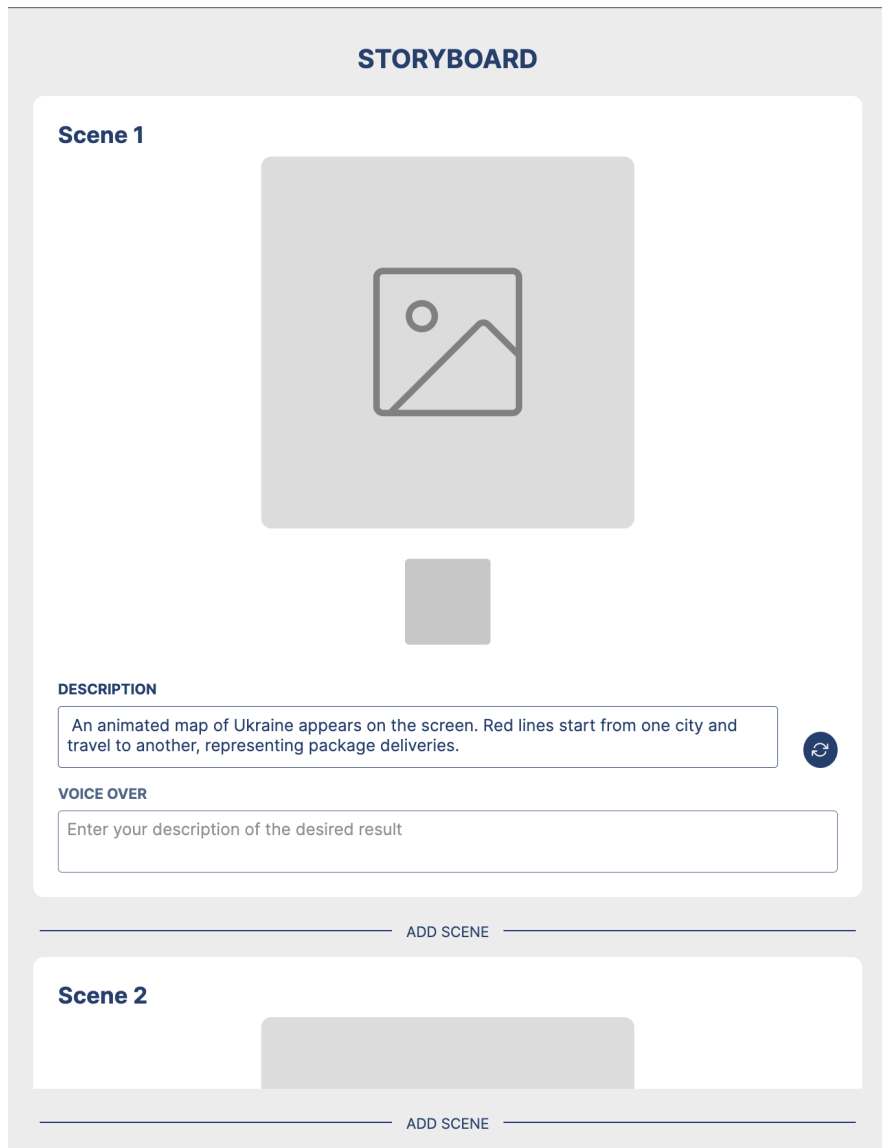 STORYBOARD
Scene 1
DESCRIPTION
An animated map of Ukraine appears on the screen. Red lines start from one city and
travel to another, representing package deliveries.
VOICE OVER
Enter your description of the desired result
ADD SCENE
Scene 2
ADD SCENE